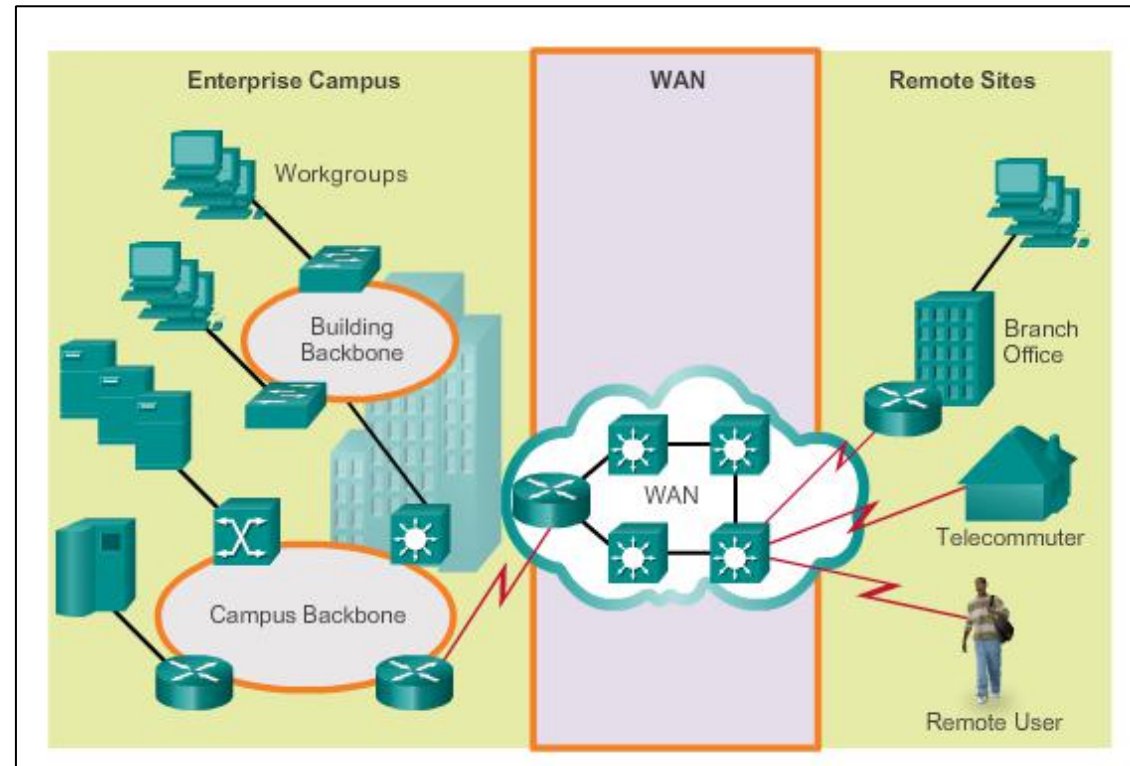 Enterprise Campus
WAN
Remote Sites
Workgroups
Building
Backbone
Branch
Office
WAN
Telecommuter
Campus Backbone
Remote User